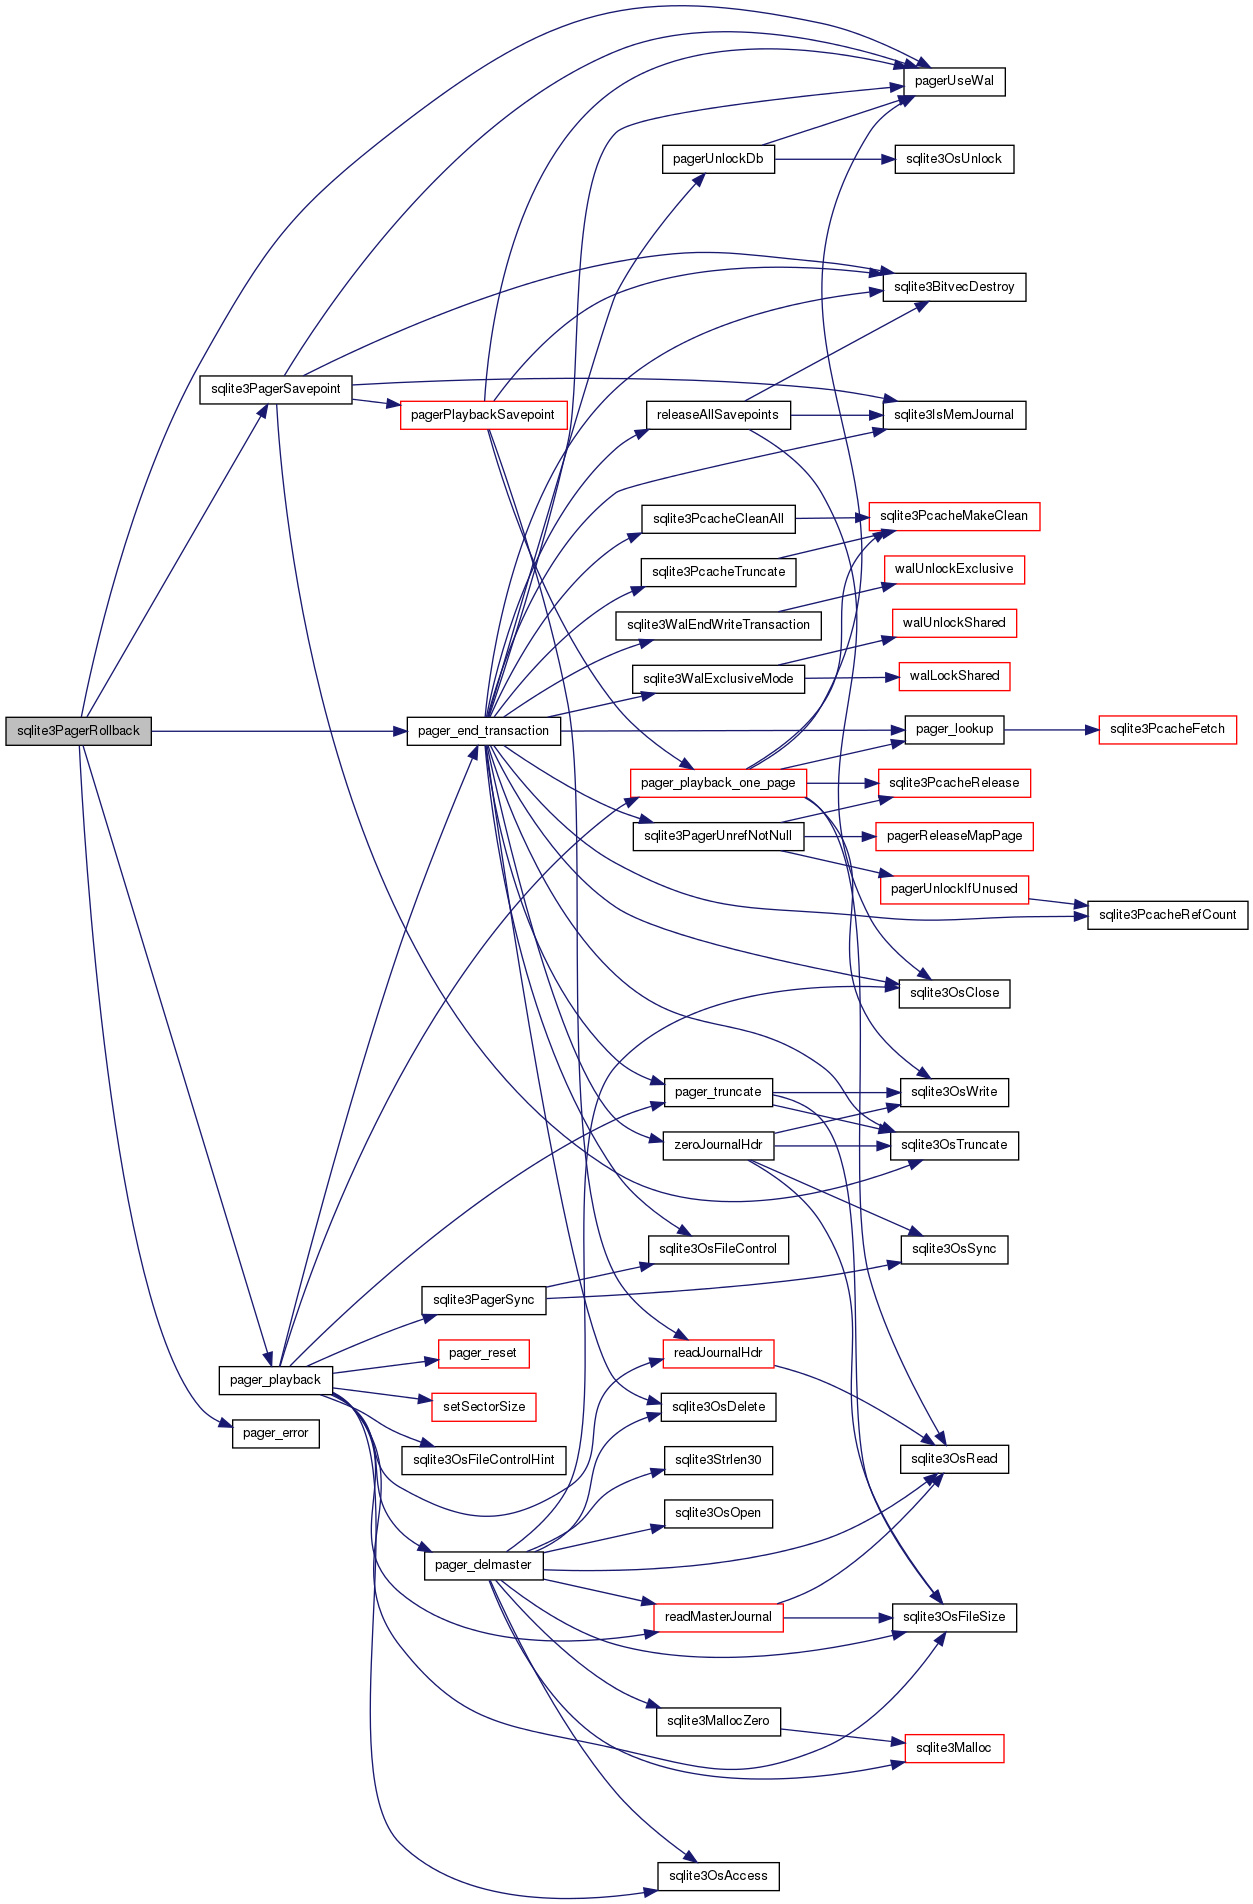 pagerUseWal
pagerUnlockDb
sqlite3OsUnlock
sqlite3BitvecDestroy
sqlite3PagerSavepoint
pagerPlaybackSavepoint
releaseAllSavepoints
sqlite3IsMemJournal
sqlite3PcacheCleanAll
sqlite3PcacheMakeClean
sqlite3PcacheTruncate
walUnlockExclusive
sqlite3WalEndWriteTransaction
walUnlockShared
sqlite3WalExclusiveMode
walLockShared
sqlite3PagerRollback
pager_end_transaction
pager_lookup
sqlite3PcacheFetch
pager_playback_one_page
sqlite3PcacheRelease
sqlite3PagerUnrefNotNull
pagerReleaseMapPage
pagerUnlockIfUnused
sqlite3PcacheRefCount
sqlite3OsClose
pager_truncate
sqlite3OsWrite
zeroJournalHdr
sqlite3OsTruncate
sqlite3OsFileControl
sqlite3OsSync
sqlite3PagerSync
pager_reset
readJournalHdr
pager_playback
setSectorSize
sqlite3OsDelete
pager_error
sqlite3OsFileControlHint
sqlite3Strlen30
sqlite3OsRead
sqlite3OsOpen
pager_delmaster
readMasterJournal
sqlite3OsFileSize
sqlite3MallocZero
sqlite3Malloc
sqlite3OsAccess